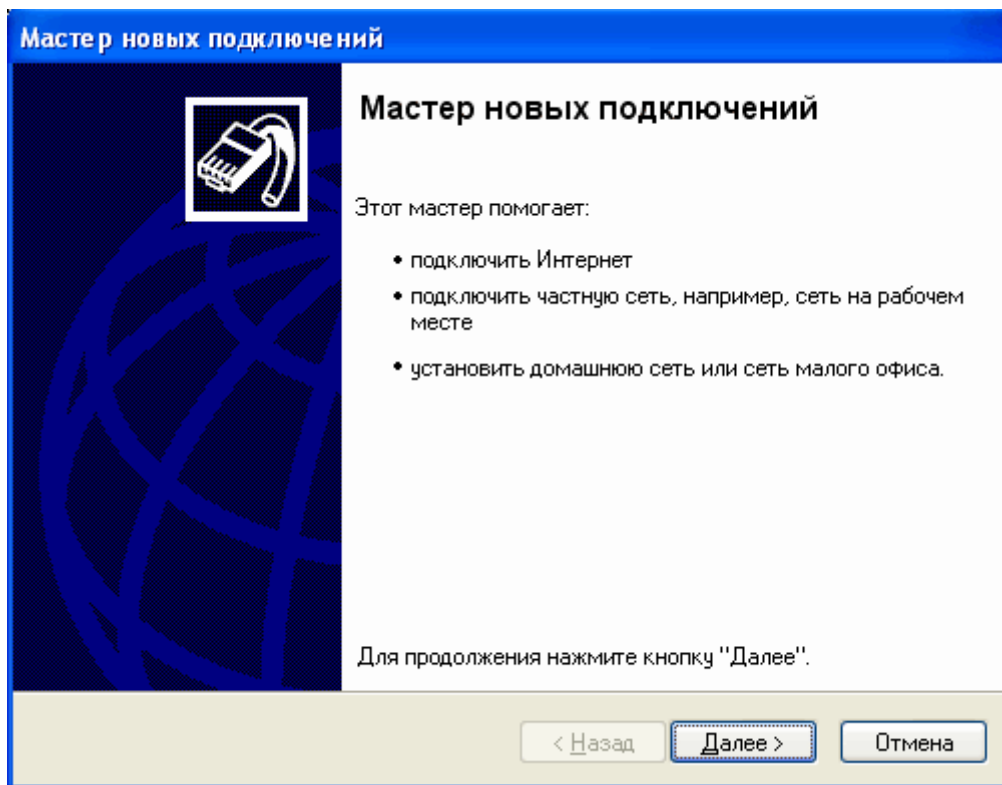 Мастер новых подключений
Мастер новых подключений
Этот мастер помогает:
• подключить Интернет
• подключить частную сеть, например, сеть на рабочем
месте
• установить домашнюю сеть или сеть малого офиса.
Для продолжения нажмите кнопку "Далее".
< Назад Далее > Отмена